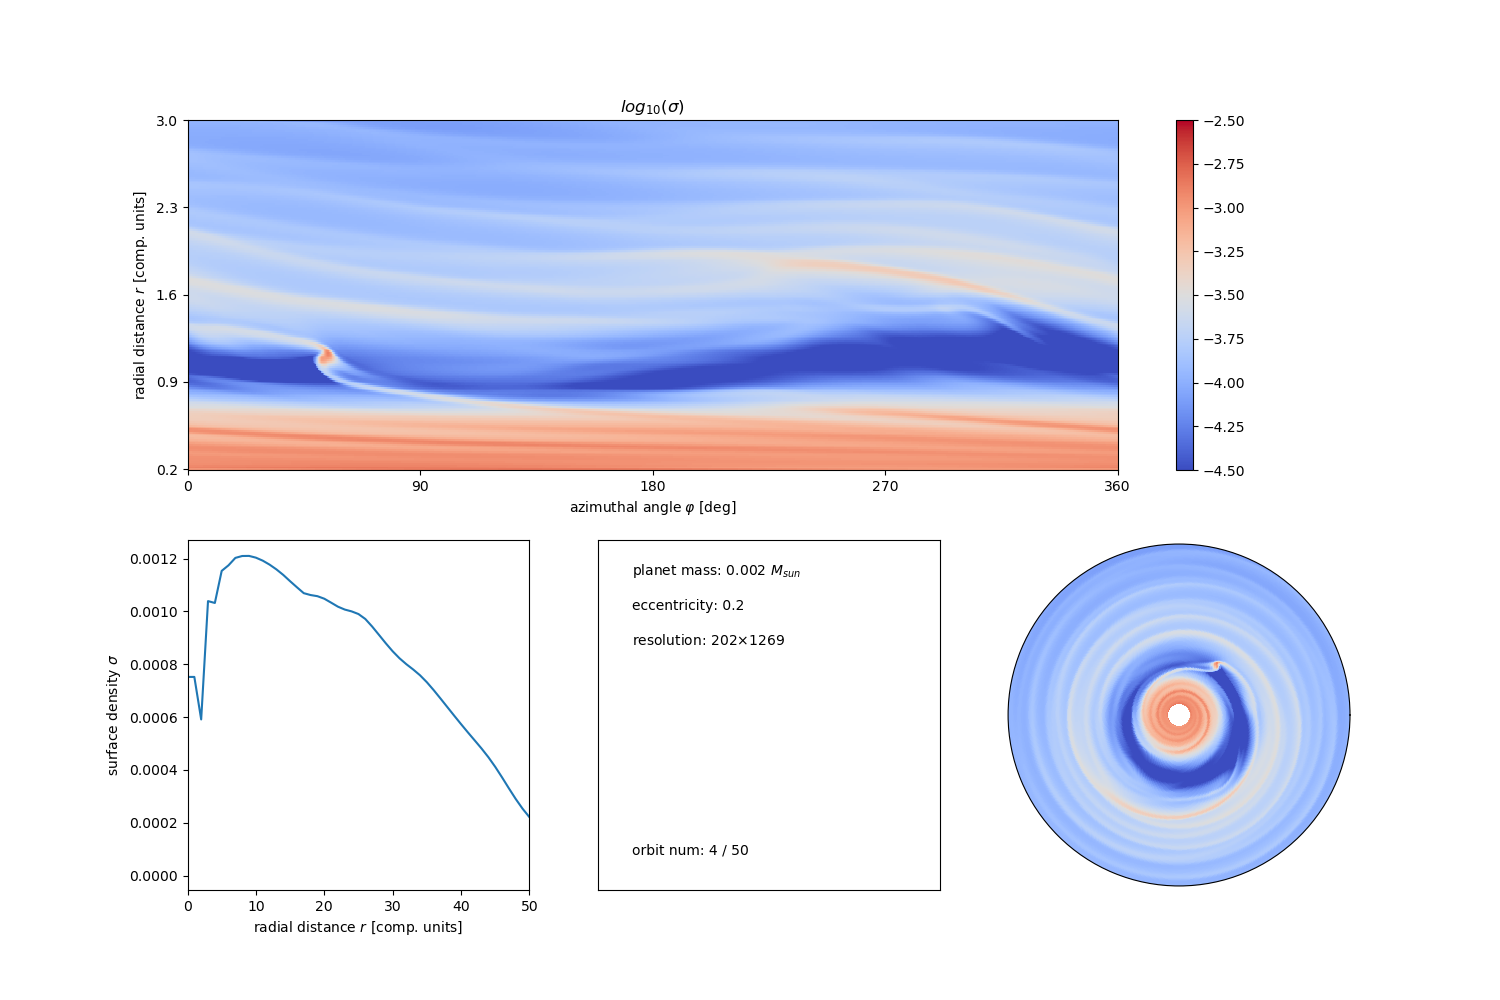 log₁₀(σ)
3.0
2.3
1.6
0.9
0.2
radial distance r [comp. units]
0 90 180 270 360
azimuthal angle φ [deg]
−2.50
−2.75
−3.00
−3.25
−3.50
−3.75
−4.00
−4.25
−4.50
0.0012
0.0010
0.0008
0.0006
0.0004
0.0002
0.0000
surface density σ
0 10 20 30 40 50
radial distance r [comp. units]
planet mass: 0.002 M_sun
eccentricity: 0.2
resolution: 202×1269
orbit num: 4 / 50